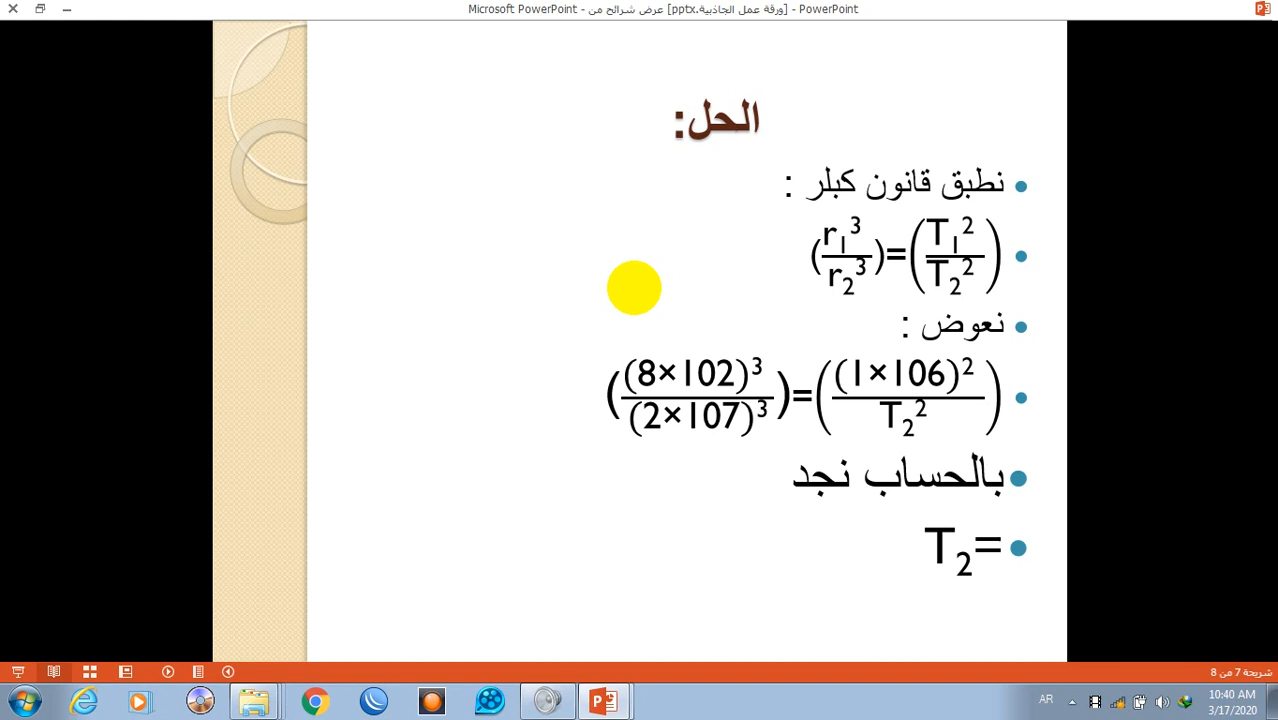 Microsoft PowerPoint - [ورقة عمل الجاذبية.pptx] عرض شرائح من - PowerPoint
الحل:
نطبق قانون كبلر :
(r₁³/r₂³)=(T₁²/T₂²)
نعوض :
((8×102)³/(2×107)³)=((1×106)²/T₂²)
بالحساب نجد
T₂=
شريحة 7 من 8
AR
10:40 AM
3/17/2020